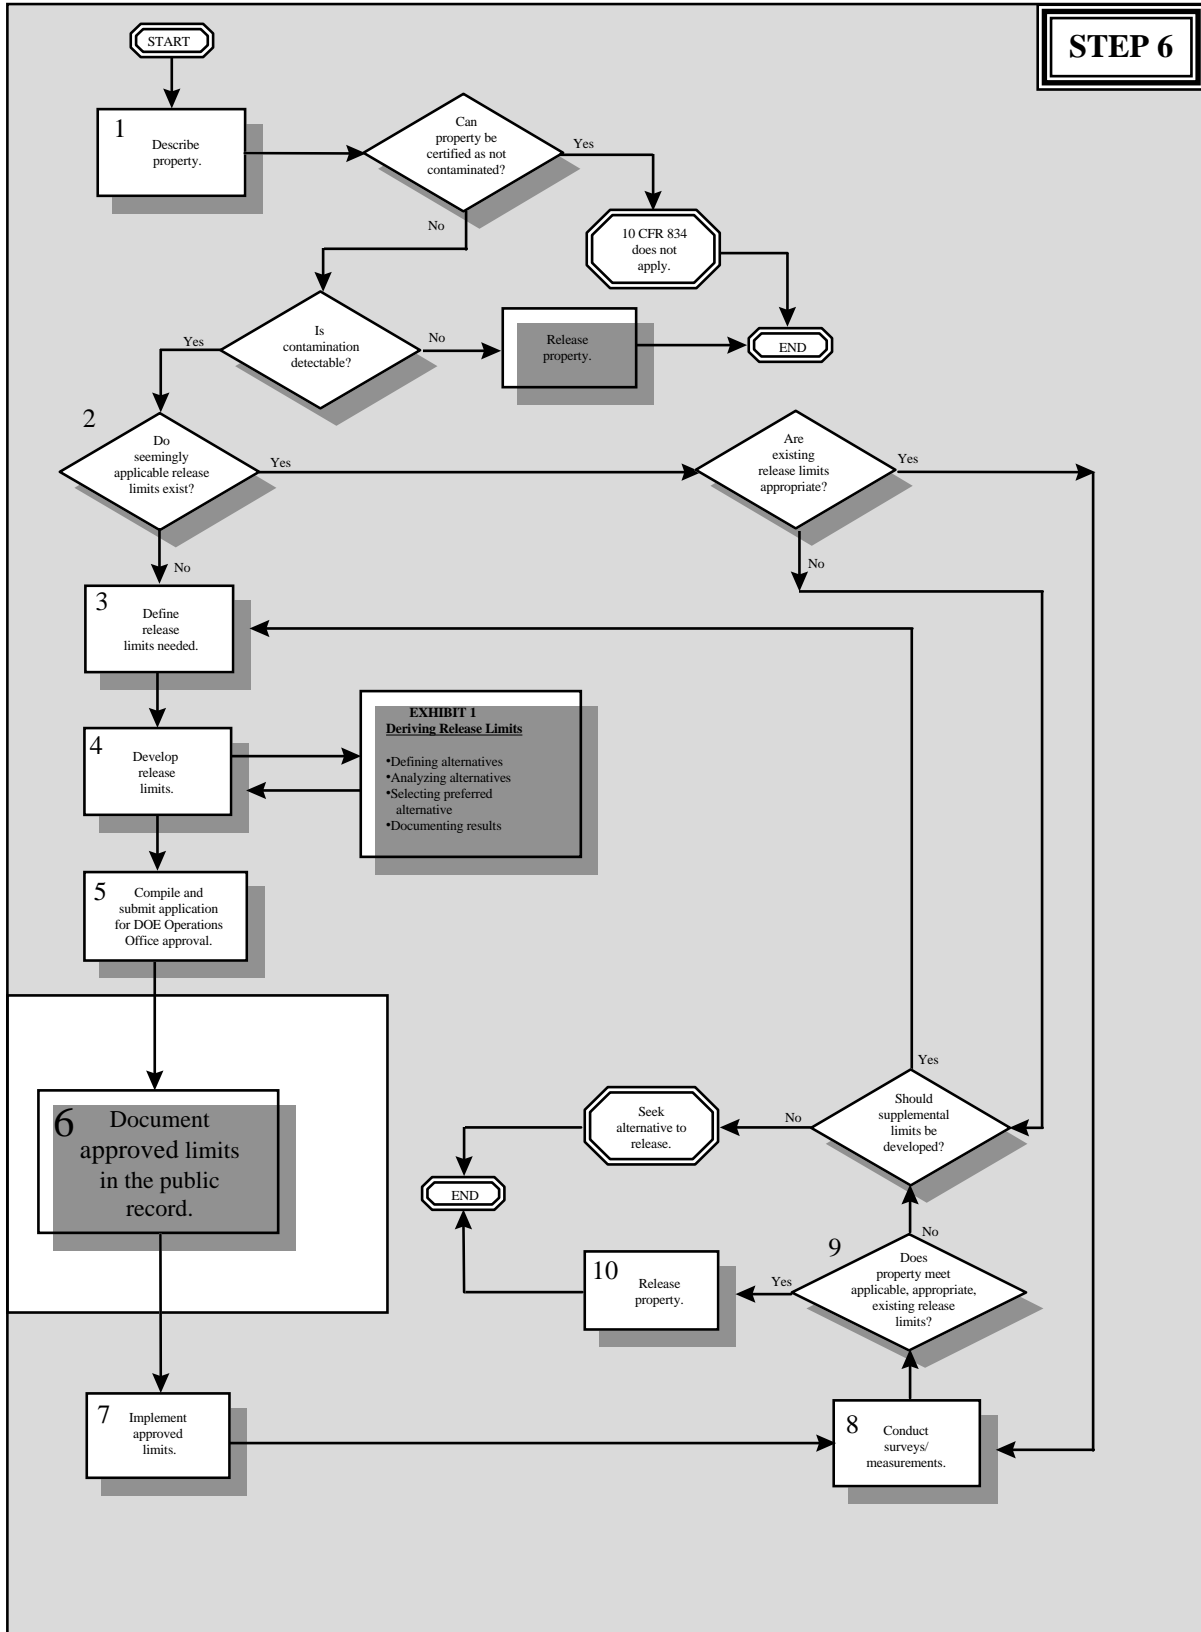 STEP 6
START
1
Describe
property.
Can
property be
certified as not
contaminated?
Yes
No
10 CFR 834
does not
apply.
Is
contamination
detectable?
Yes
No
Release
property.
END
2
Do
seemingly
applicable release
limits exist?
Yes
No
Are
existing
release limits
appropriate?
Yes
No
3
Define
release
limits needed.
4
Develop
release
limits.
EXHIBIT 1
Deriving Release Limits
•Defining alternatives
•Analyzing alternatives
•Selecting preferred
alternative
•Documenting results
5
Compile and
submit application
for DOE Operations
Office approval.
6
Document
approved limits
in the public
record.
Yes
Should
supplemental
limits be
developed?
No
Seek
alternative to
release.
END
No
9
Does
property meet
applicable, appropriate,
existing release
limits?
Yes
10
Release
property.
7
Implement
approved
limits.
8
Conduct
surveys/
measurements.